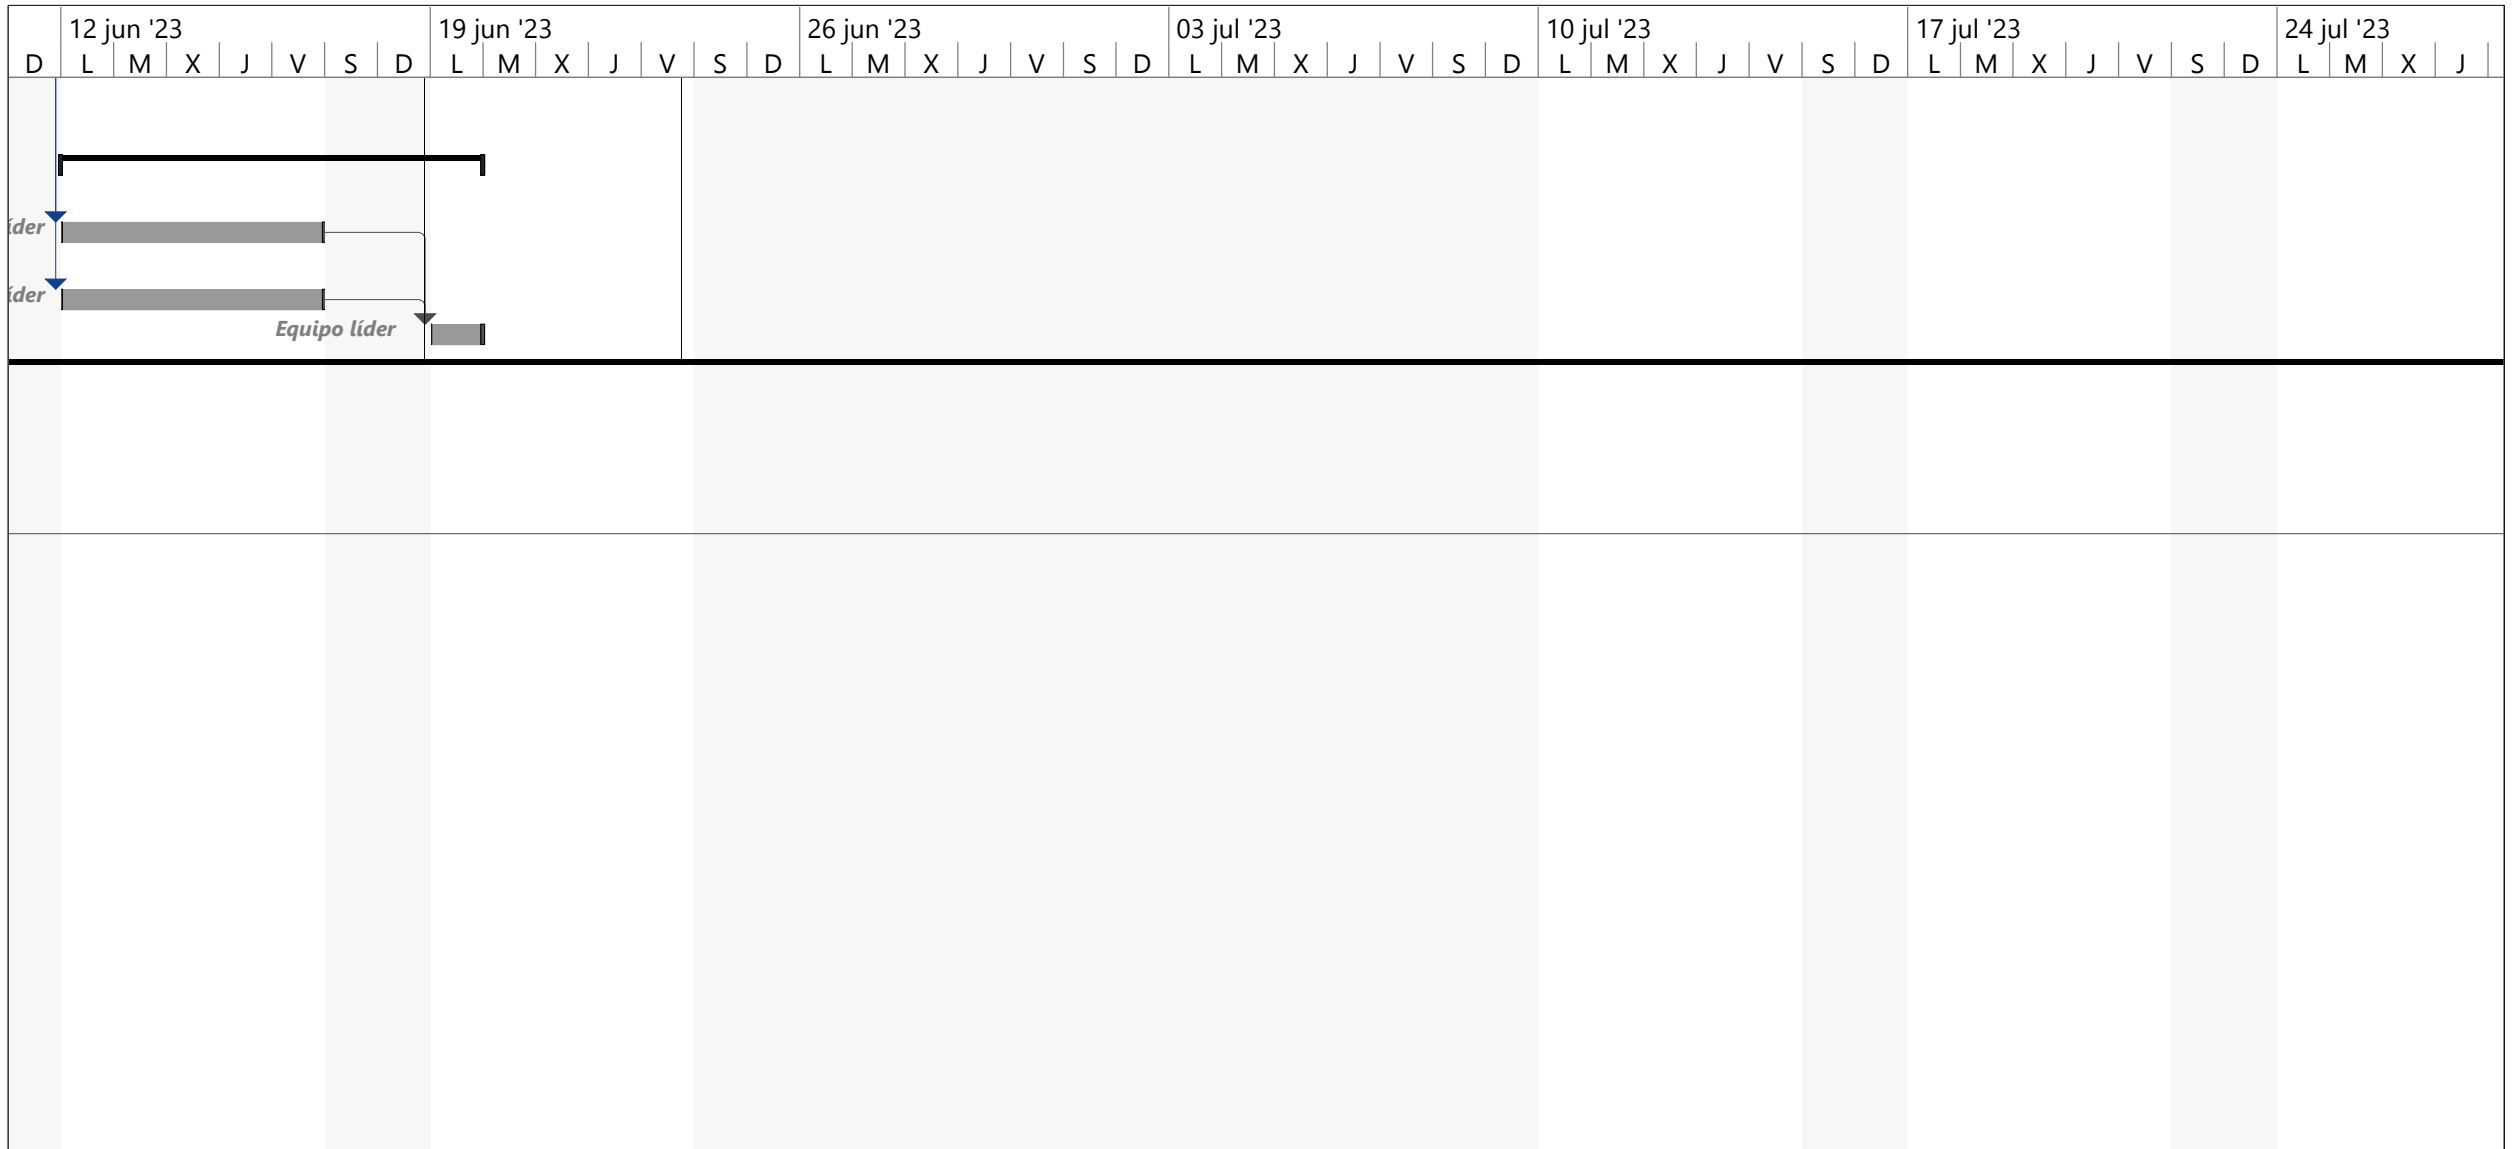 12 jun '23 19 jun '23 26 jun '23 03 jul '23 10 jul '23 17 jul '23 24 jul '23
D L M X J V S D L M X J V S D L M X J V S D L M X J V S D L M X J V S D L M X J V S D L M X J
íder
íder
Equipo líder